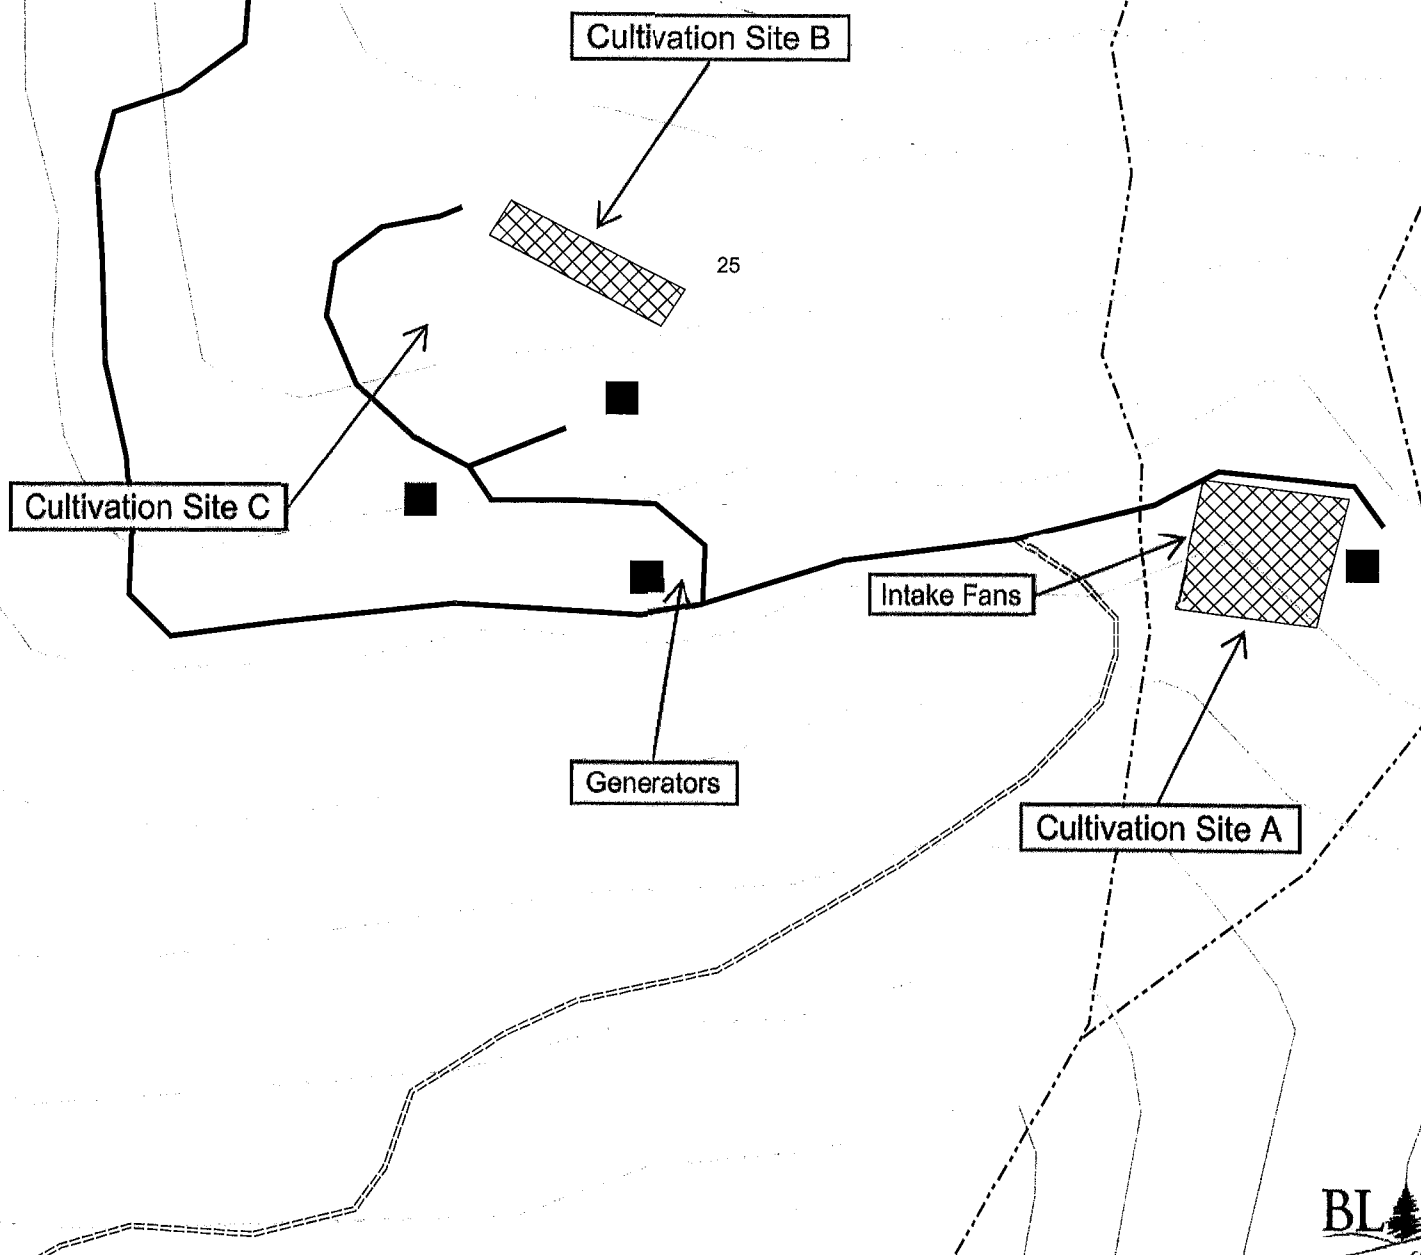 Cultivation Site B
25
Cultivation Site C
Intake Fans
Generators
Cultivation Site A
BL